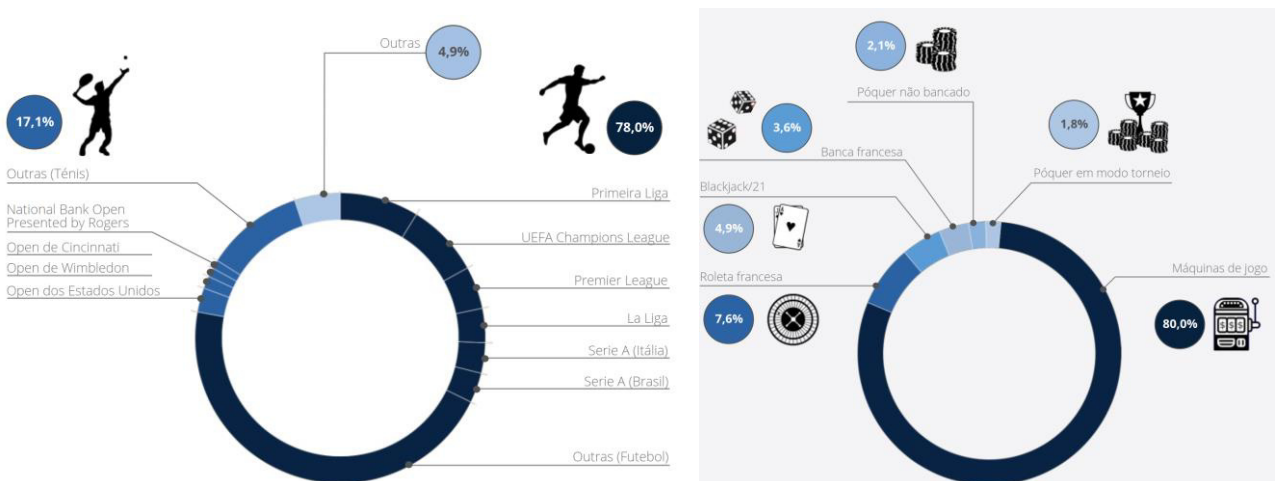 Outras
4,9%
17,1%
78,0%
Outras (Ténis)
National Bank Open
Presented by Rogers
Open de Cincinnati
Open de Wimbledon
Open dos Estados Unidos
Primeira Liga
UEFA Champions League
Premier League
La Liga
Serie A (Itália)
Serie A (Brasil)
Outras (Futebol)
2,1%
Póquer não bancado
3,6%
Banca francesa
1,8%
Póquer em modo torneio
Blackjack/21
4,9%
Roleta francesa
7,6%
Máquinas de jogo
80,0%
$$$